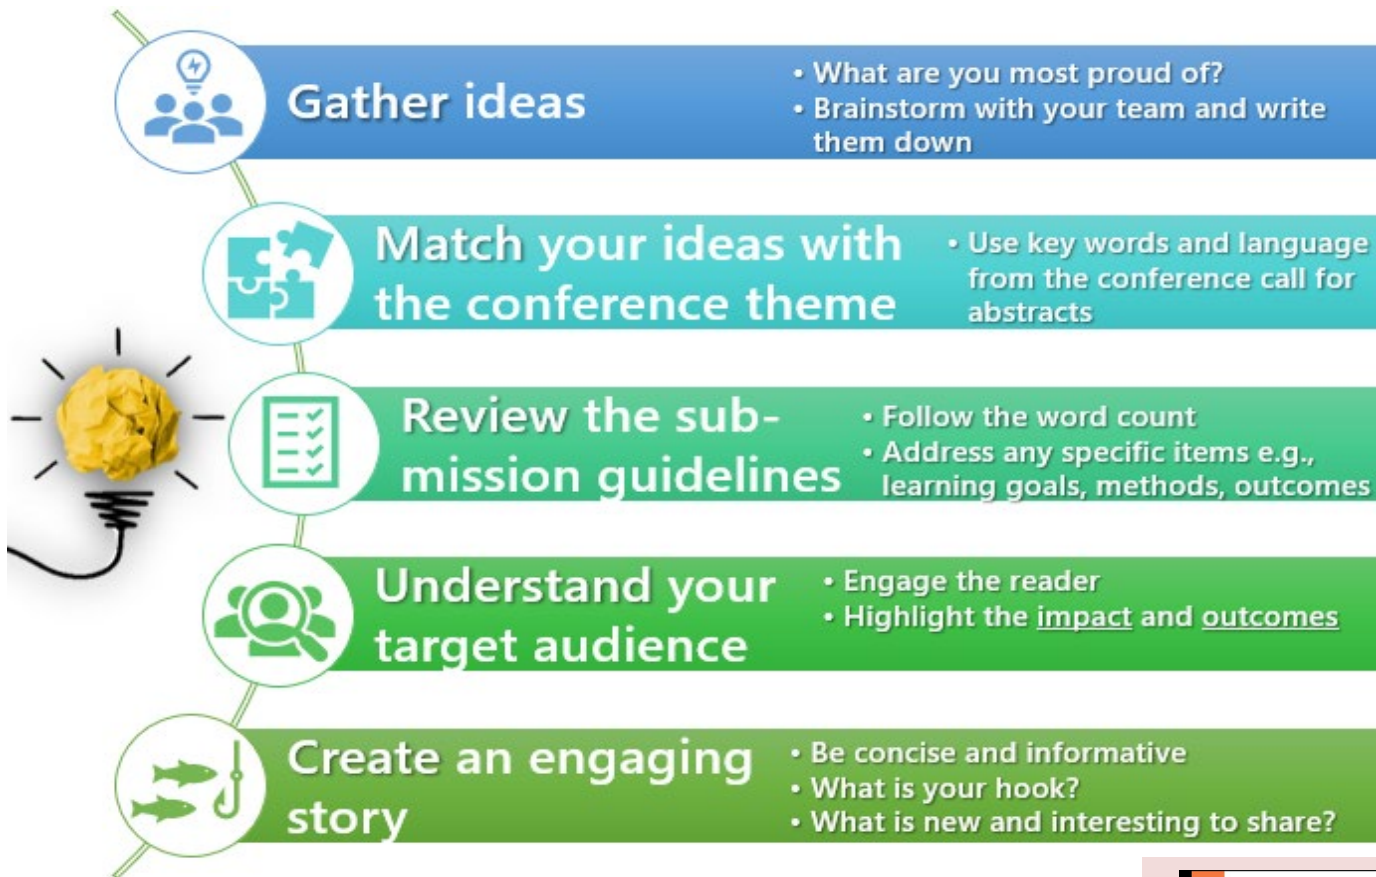 Gather ideas
• What are you most proud of?
• Brainstorm with your team and write
them down
Match your ideas with
the conference theme
• Use key words and language
from the conference call for
abstracts
Review the sub-
mission guidelines
• Follow the word count
• Address any specific items e.g.,
learning goals, methods, outcomes
Understand your
target audience
• Engage the reader
• Highlight the impact and outcomes
Create an engaging
story
• Be concise and informative
• What is your hook?
• What is new and interesting to share?